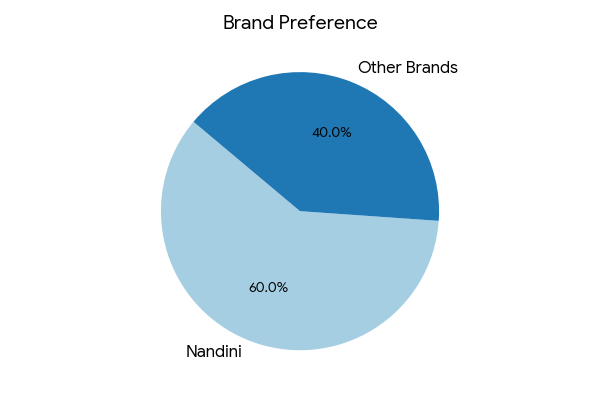 Brand Preference
Other Brands
40.0%
60.0%
Nandini